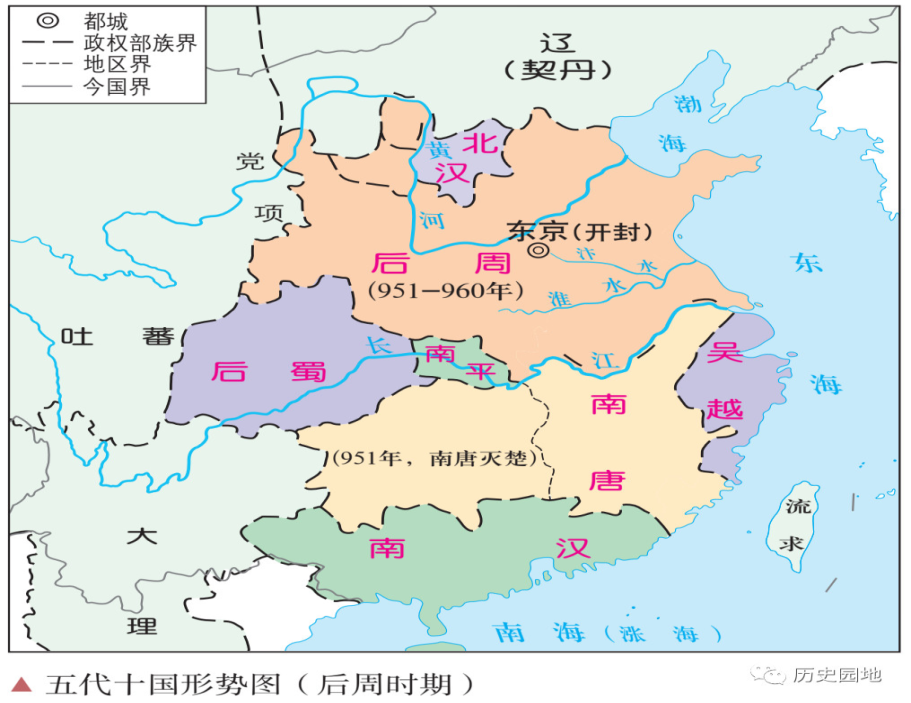 都城
政权部族界
地区界
今国界
辽
(契丹)
渤
海
党
项
北
汉
黄
河
东京(开封)
汴 水
淮 水
后 周
(951-960年)
东
海
吐 蕃
后 蜀
长
江
南
平
吴
越
南
唐
(951年，南唐灭楚)
流
求
大
理
南 汉
南 海 (涨 海)
▲ 五代十国形势图 (后周时期)
历史园地